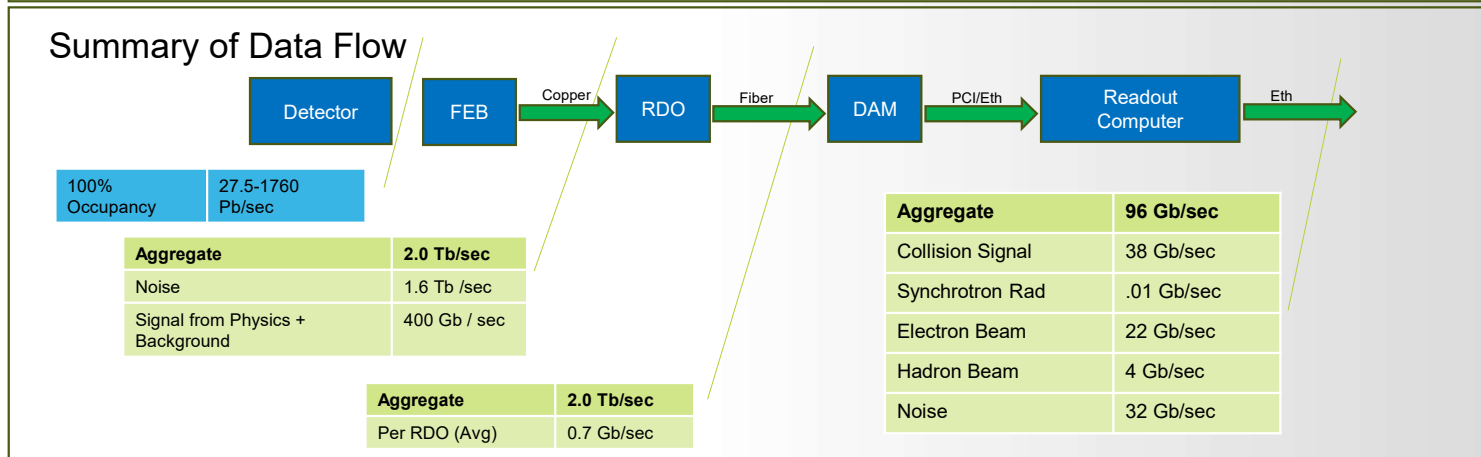 Summary of Data Flow
Detector
FEB
Copper
RDO
Fiber
DAM
PCI/Eth
Readout
Computer
Eth
100%
Occupancy
27.5-1760
Pb/sec
Aggregate
2.0 Tb/sec
Noise
1.6 Tb /sec
Signal from Physics +
Background
400 Gb / sec
Aggregate
2.0 Tb/sec
Per RDO (Avg)
0.7 Gb/sec
Aggregate
96 Gb/sec
Collision Signal
38 Gb/sec
Synchrotron Rad
.01 Gb/sec
Electron Beam
22 Gb/sec
Hadron Beam
4 Gb/sec
Noise
32 Gb/sec